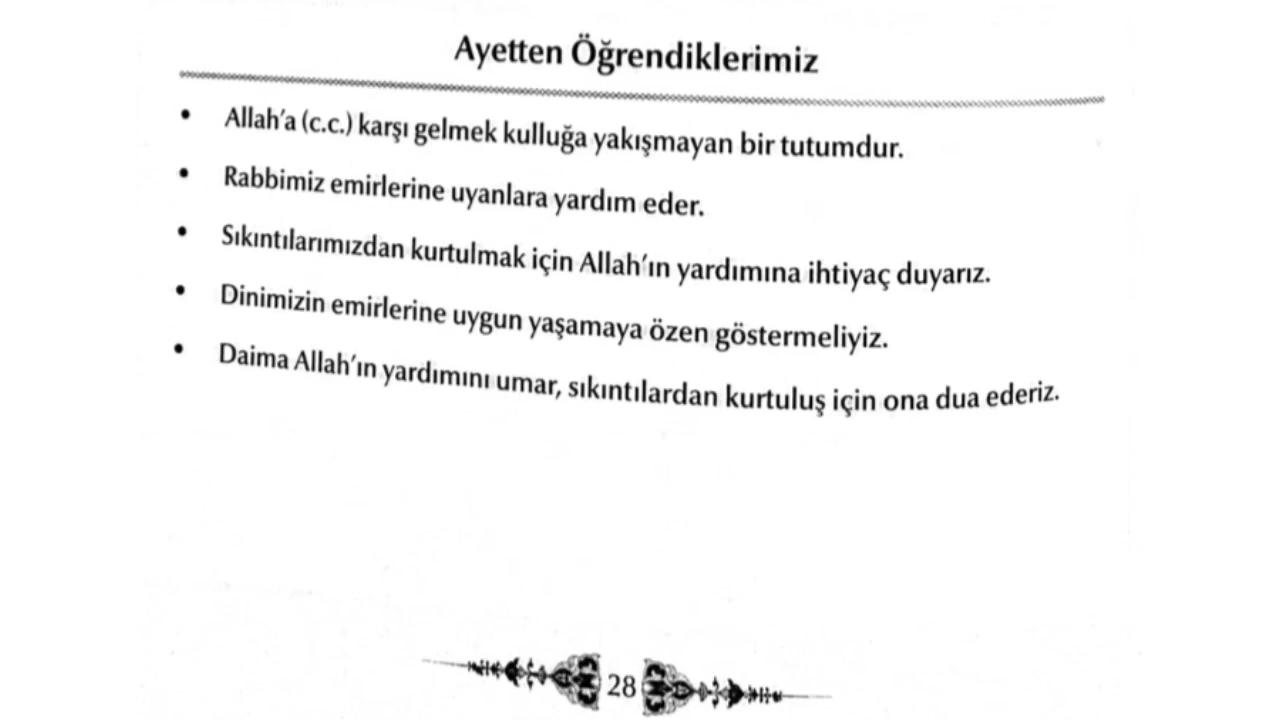 Ayetten Öğrendiklerimiz
• Allah'a (c.c.) karşı gelmek kulluğa yakışmayan bir tutumdur.
• Rabbimiz emirlerine uyanlara yardım eder.
• Sıkıntılarımızdan kurtulmak için Allah'ın yardımına ihtiyaç duyarız.
• Dinimizin emirlerine uygun yaşamaya özen göstermeliyiz.
• Daima Allah'ın yardımını umar, sıkıntılardan kurtuluş için ona dua ederiz.
28